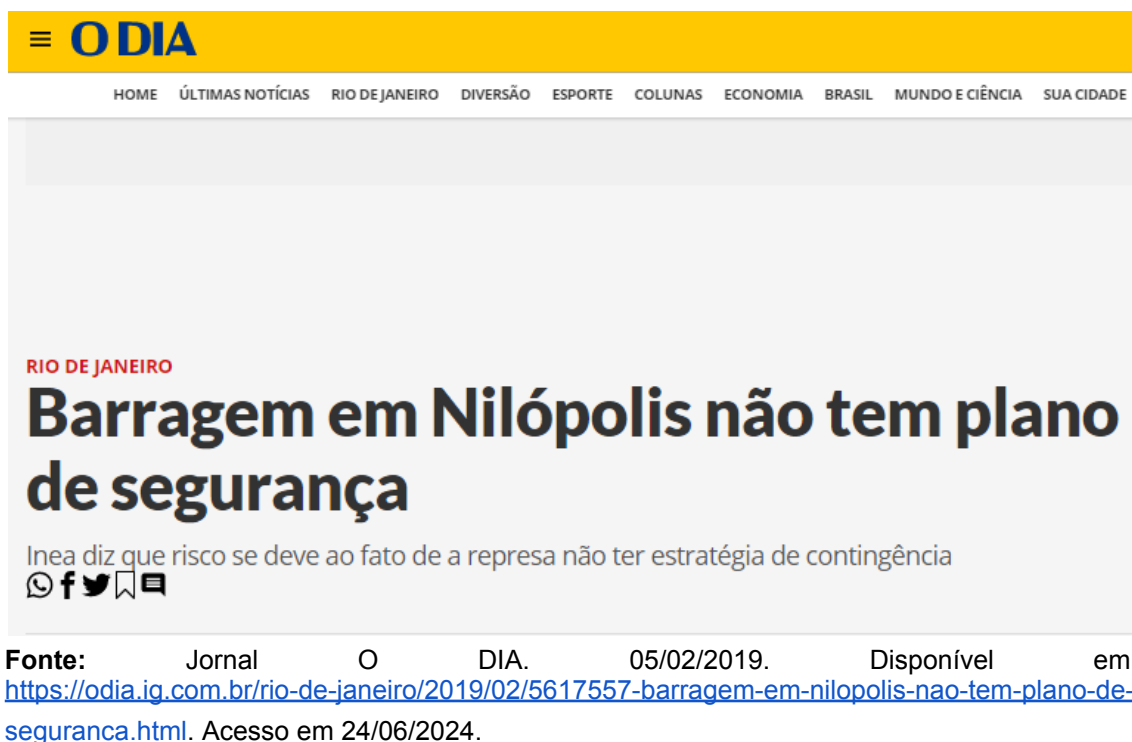 ≡ O DIA
HOME ÚLTIMAS NOTÍCIAS RIO DE JANEIRO DIVERSÃO ESPORTE COLUNAS ECONOMIA BRASIL MUNDO E CIÊNCIA SUA CIDADE
RIO DE JANEIRO
Barragem em Nilópolis não tem plano
de segurança
Inea diz que risco se deve ao fato de a represa não ter estratégia de contingência
Fonte: Jornal O DIA. 05/02/2019. Disponível em
https://odia.ig.com.br/rio-de-janeiro/2019/02/5617557-barragem-em-nilopolis-nao-tem-plano-de-
seguranca.html. Acesso em 24/06/2024.